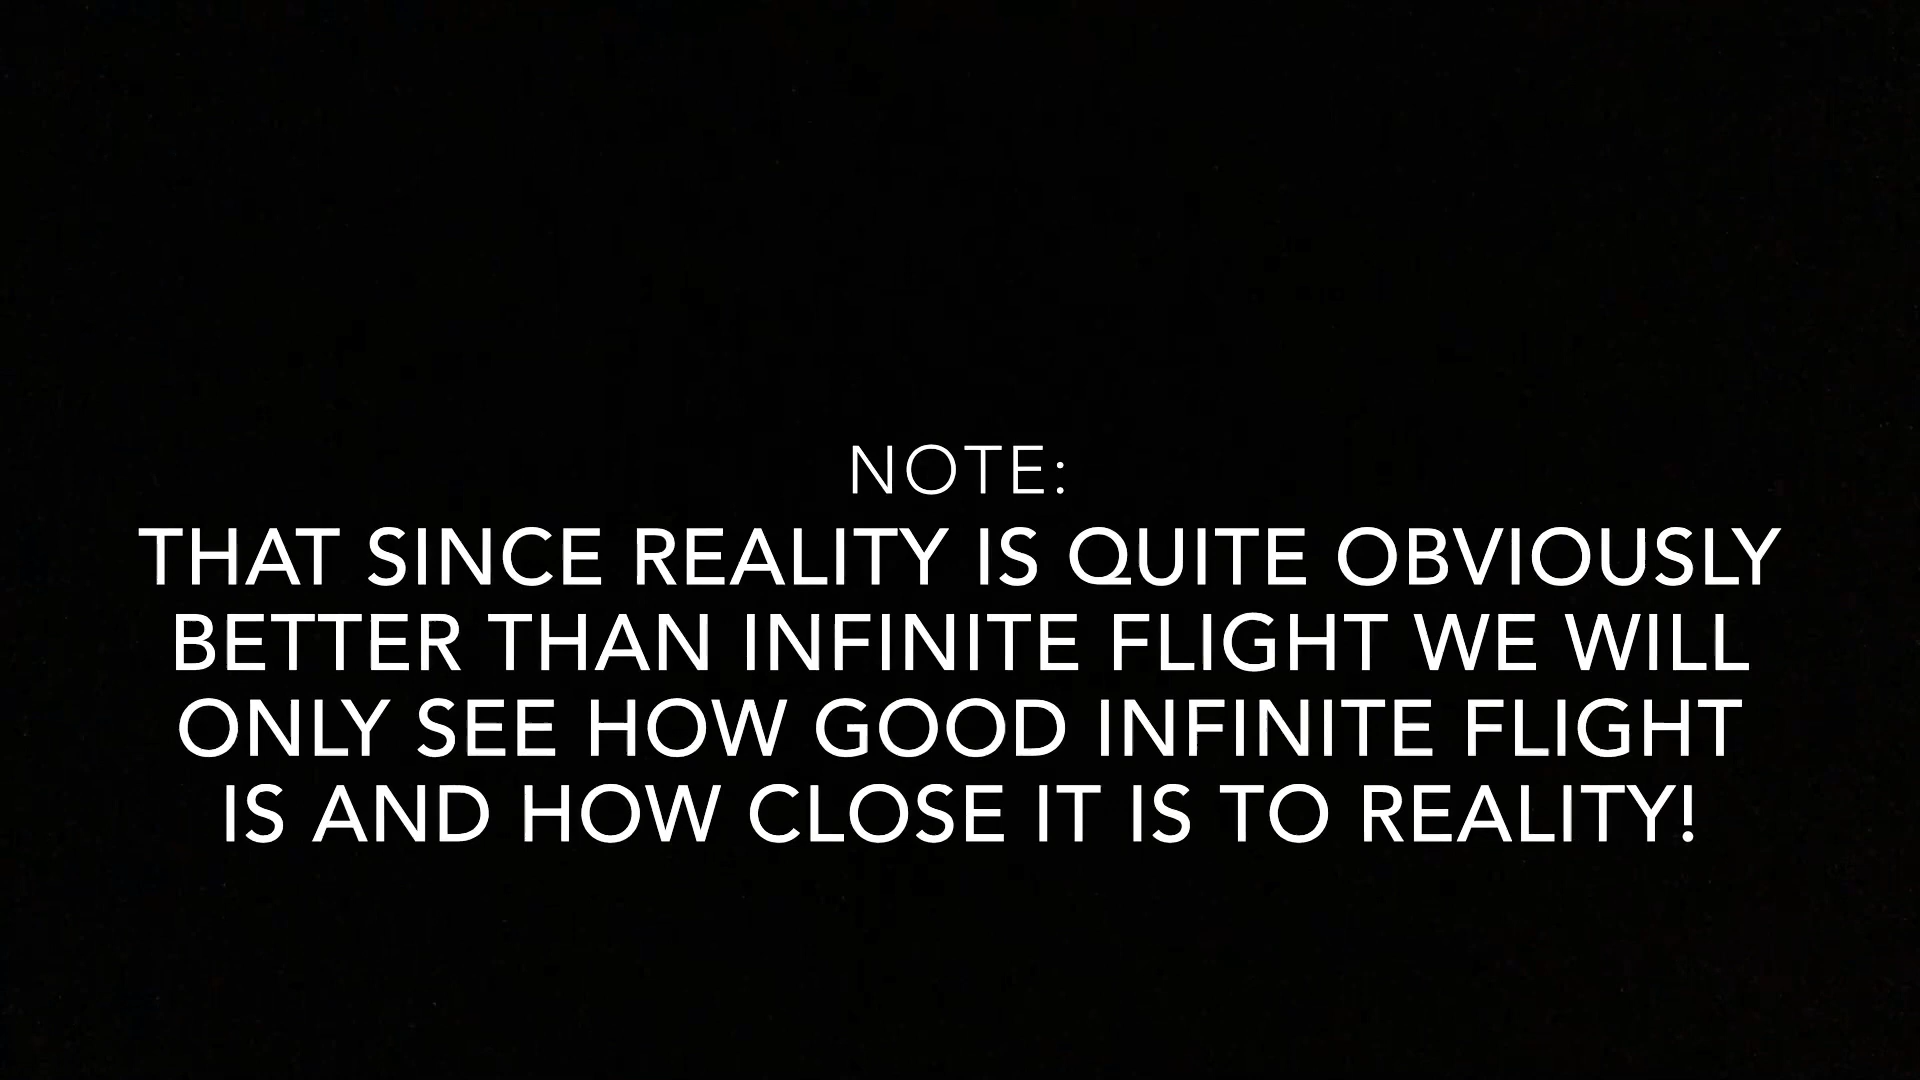 NOTE:
THAT SINCE REALITY IS QUITE OBVIOUSLY
BETTER THAN INFINITE FLIGHT WE WILL
ONLY SEE HOW GOOD INFINITE FLIGHT
IS AND HOW CLOSE IT IS TO REALITY!